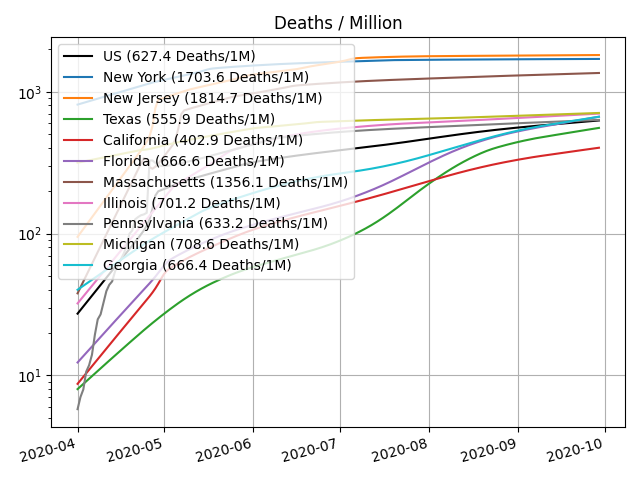 Deaths / Million
US (627.4 Deaths/1M)
New York (1703.6 Deaths/1M)
New Jersey (1814.7 Deaths/1M)
Texas (555.9 Deaths/1M)
California (402.9 Deaths/1M)
Florida (666.6 Deaths/1M)
Massachusetts (1356.1 Deaths/1M)
Illinois (701.2 Deaths/1M)
Pennsylvania (633.2 Deaths/1M)
Michigan (708.6 Deaths/1M)
Georgia (666.4 Deaths/1M)
10³
10²
10¹
2020-04 2020-05 2020-06 2020-07 2020-08 2020-09 2020-10